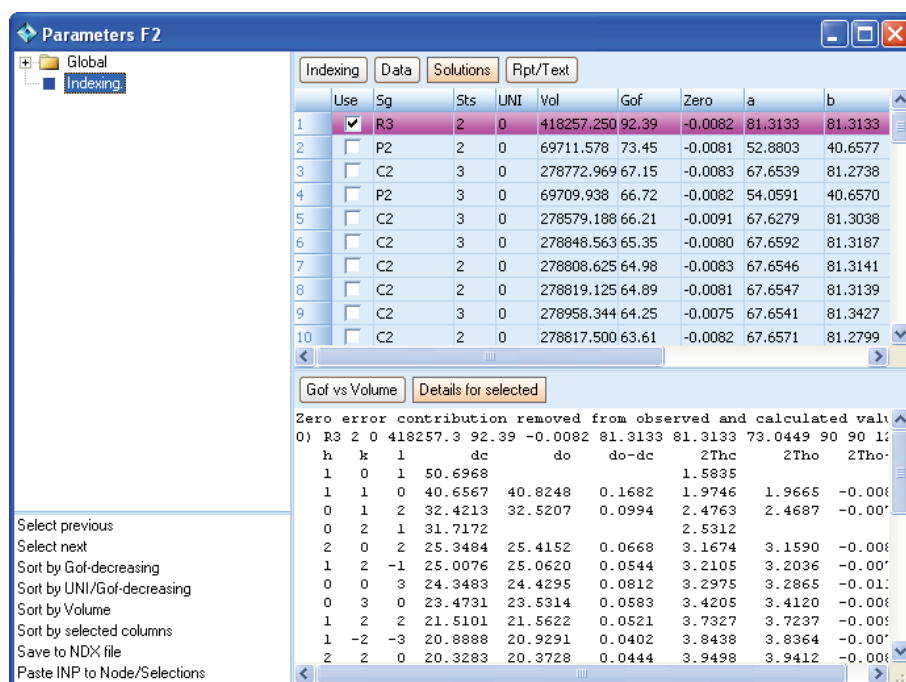 Parameters F2
Global
Indexing
Indexing Data Solutions Rpt/Text
Use Sg Sts UNI Vol Gof Zero a b
1 R3 2 0 418257.250 92.39 -0.0082 81.3133 81.3133
2 P2 2 0 69711.578 73.45 -0.0081 52.8803 40.6577
3 C2 3 0 278772.969 67.15 -0.0083 67.6539 81.2738
4 P2 3 0 69709.938 66.72 -0.0082 54.0591 40.6570
5 C2 3 0 278579.188 66.21 -0.0091 67.6279 81.3038
6 C2 3 0 278848.563 65.35 -0.0080 67.6592 81.3187
7 C2 2 0 278808.625 64.98 -0.0083 67.6546 81.3141
8 C2 2 0 278819.125 64.89 -0.0081 67.6547 81.3139
9 C2 3 0 278958.344 64.25 -0.0075 67.6541 81.3427
10 C2 2 0 278817.500 63.61 -0.0082 67.6571 81.2799
Gof vs Volume Details for selected
Zero error contribution removed from observed and calculated
0) R3 2 0 418257.3 92.39 -0.0082 81.3133 81.3133 73.0449 90 90
h k l dc do do-dc 2Thc 2Tho 2Tho-
1 0 1 50.6968 1.5835
1 1 0 40.6567 40.8248 0.1682 1.9746 1.9665 -0.00
0 1 2 32.4213 32.5207 0.0994 2.4763 2.4687 -0.00
0 2 1 31.7172 2.5312
2 0 2 25.3484 25.4152 0.0668 3.1674 3.1590 -0.00
1 2 -1 25.0076 25.0620 0.0544 3.2105 3.2036 -0.00
0 0 3 24.3483 24.4295 0.0812 3.2975 3.2865 -0.01
0 3 0 23.4731 23.5314 0.0583 3.4205 3.4120 -0.00
1 2 2 21.5101 21.5622 0.0521 3.7327 3.7237 -0.00
1 -2 -3 20.8888 20.9291 0.0402 3.8438 3.8364 -0.00
2 2 0 20.3283 20.3728 0.0444 3.9498 3.9412 -0.00
Select previous
Select next
Sort by Gof-decreasing
Sort by UNI/Gof-decreasing
Sort by Volume
Sort by selected columns
Save to NDX file
Paste INP to Node/Selections